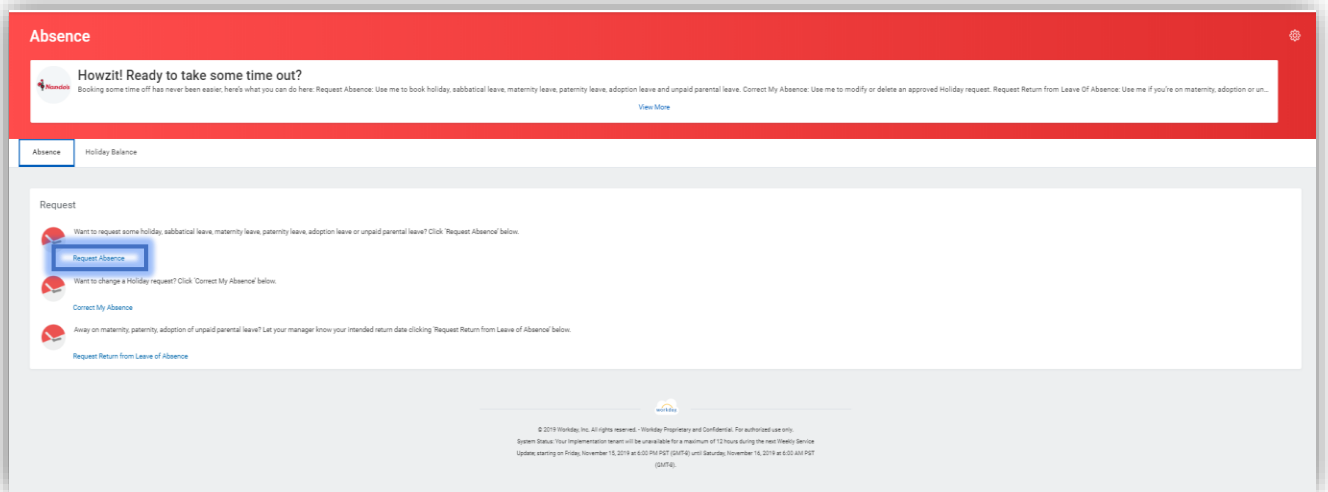 Absence
Howzit! Ready to take some time out?
Nando's
Booking some time off has never been easier, here's what you can do here: Request Absence: Use me to book holiday, sabbatical leave, maternity leave, paternity leave, adoption leave and unpaid parental leave. Correct My Absence: Use me to modify or delete an approved Holiday request. Request Return from Leave Of Absence: Use me if you're on maternity, adoption or un...
View More
Absence
Holiday Balance
Request
Want to request some holiday, sabbatical leave, maternity leave, paternity leave, adoption leave or unpaid parental leave? Click 'Request Absence' below.
Request Absence
Want to change a Holiday request? Click 'Correct My Absence' below.
Correct My Absence
Away on maternity, paternity, adoption of unpaid parental leave? Let your manager know your intended return date clicking 'Request Return from Leave of Absence' below.
Request Return from Leave of Absence
workday
© 2019 Workday, Inc. All rights reserved. - Workday Proprietary and Confidential. For authorized use only.
System Status: Your Implementation tenant will be unavailable for a maximum of 12 hours during the next Weekly Service
Update; starting on Friday, November 15, 2019 at 6:00 PM PST (GMT-8) until Saturday, November 16, 2019 at 6:00 AM PST
(GMT-8).